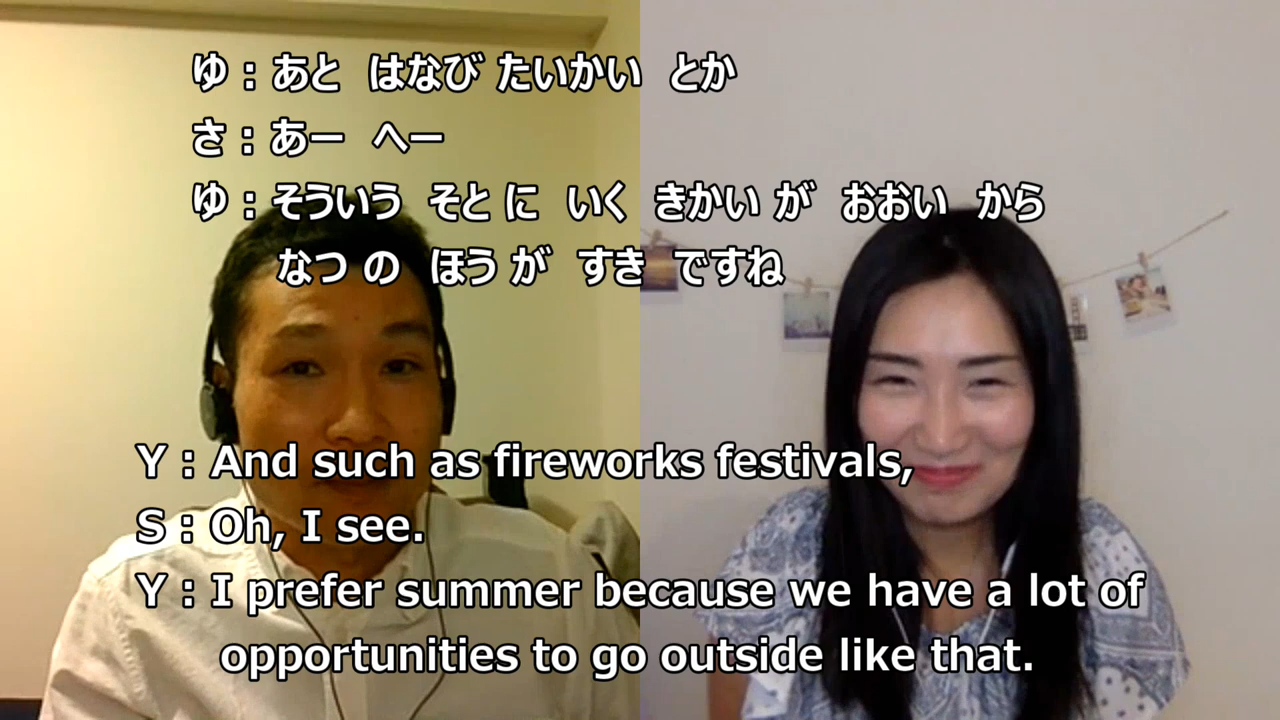 ゆ：あと　はなび たいかい　とか
さ：あー　へー
ゆ：そういう　そと に　いく　きかい が　おおい　から
なつ の　ほう が　すき　ですね
Y : And such as fireworks festivals,
S : Oh, I see.
Y : I prefer summer because we have a lot of
opportunities to go outside like that.